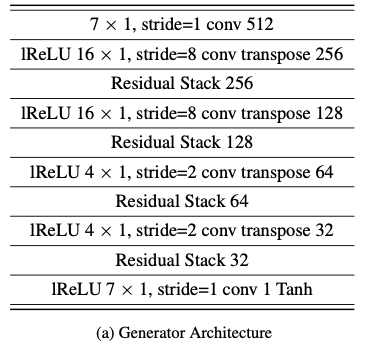 7 × 1, stride=1 conv 512
lReLU 16 × 1, stride=8 conv transpose 256
Residual Stack 256
lReLU 16 × 1, stride=8 conv transpose 128
Residual Stack 128
lReLU 4 × 1, stride=2 conv transpose 64
Residual Stack 64
lReLU 4 × 1, stride=2 conv transpose 32
Residual Stack 32
lReLU 7 × 1, stride=1 conv 1 Tanh
(a) Generator Architecture